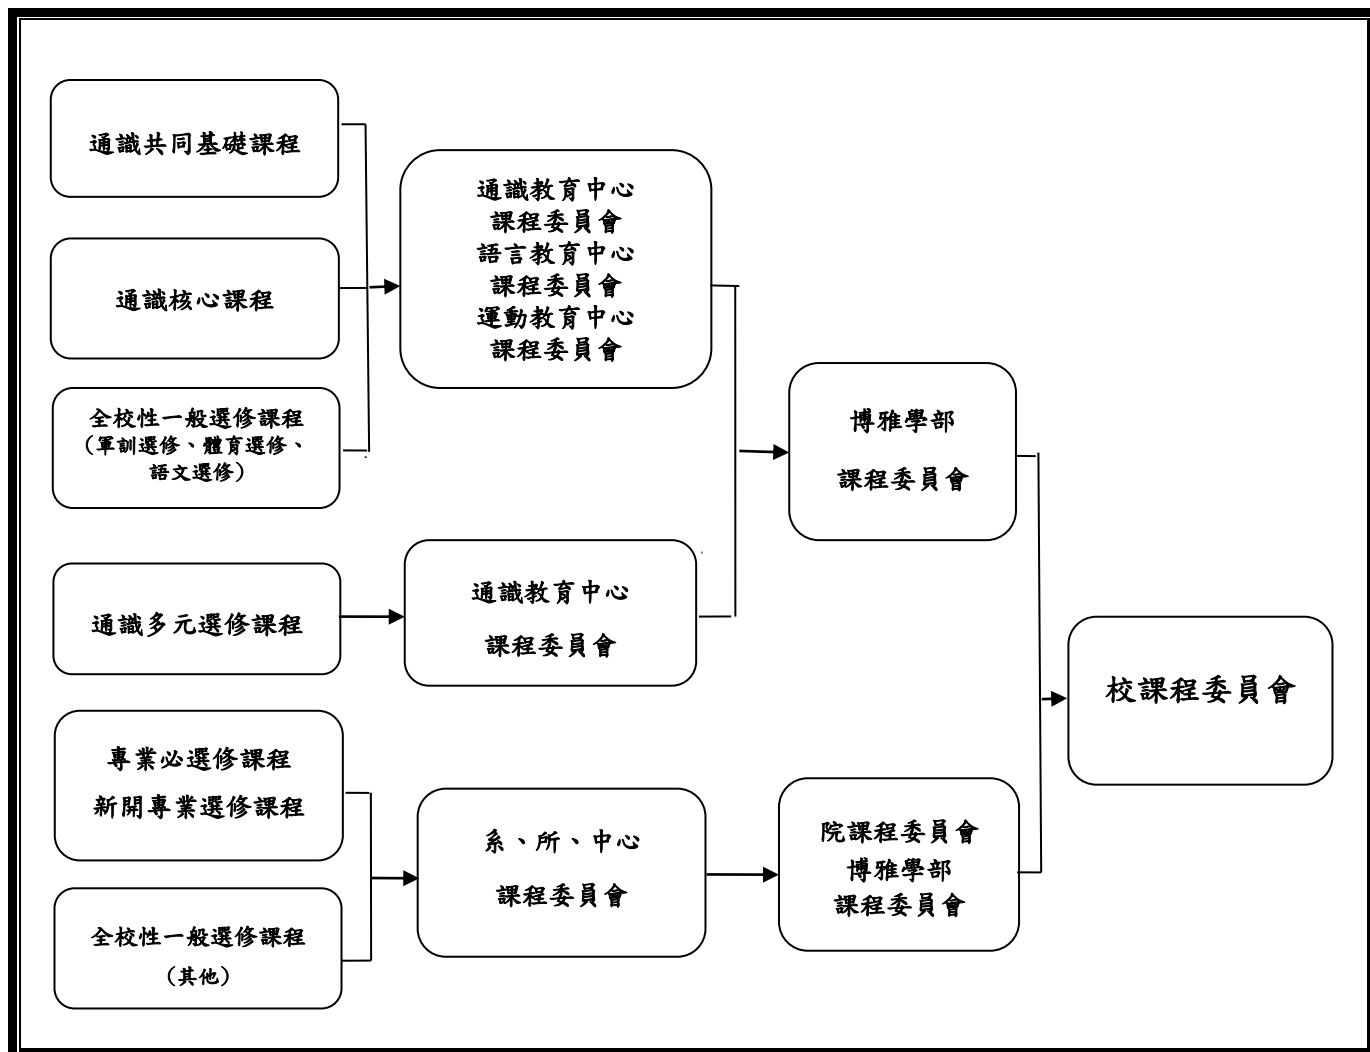 通識共同基礎課程
通識核心課程
全校性一般選修課程
（軍訓選修、體育選修、
語文選修）
通識多元選修課程
專業必選修課程
新開專業選修課程
全校性一般選修課程
（其他）
通識教育中心
課程委員會
語言教育中心
課程委員會
運動教育中心
課程委員會
通識教育中心
課程委員會
系、所、中心
課程委員會
博雅學部
課程委員會
院課程委員會
博雅學部
課程委員會
校課程委員會